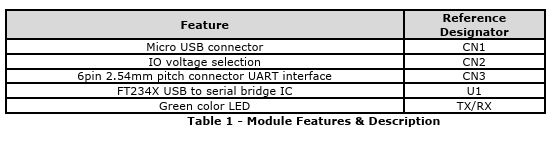 Feature Reference Designator
Micro USB connector CN1
IO voltage selection CN2
6pin 2.54mm pitch connector UART interface CN3
FT234X USB to serial bridge IC U1
Green color LED TX/RX
Table 1 - Module Features & Description